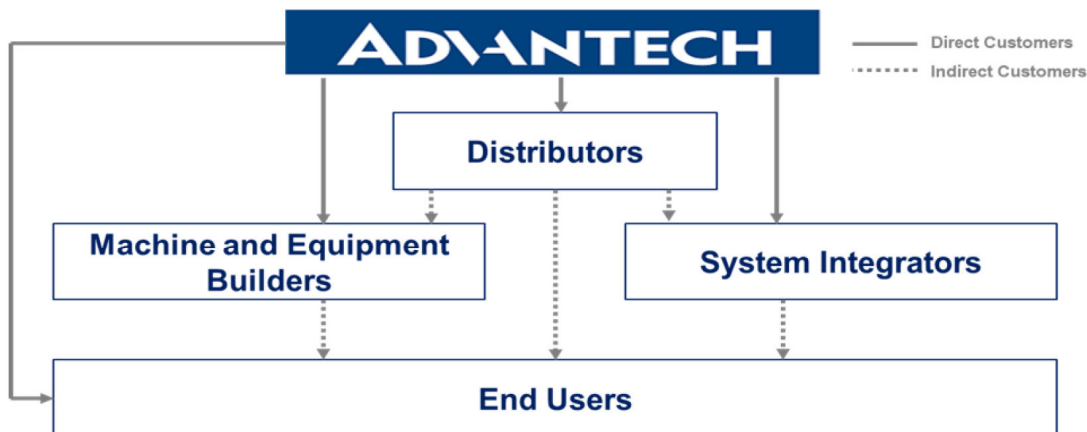 ADVANTECH
Direct Customers
Indirect Customers
Distributors
Machine and Equipment
Builders
System Integrators
End Users